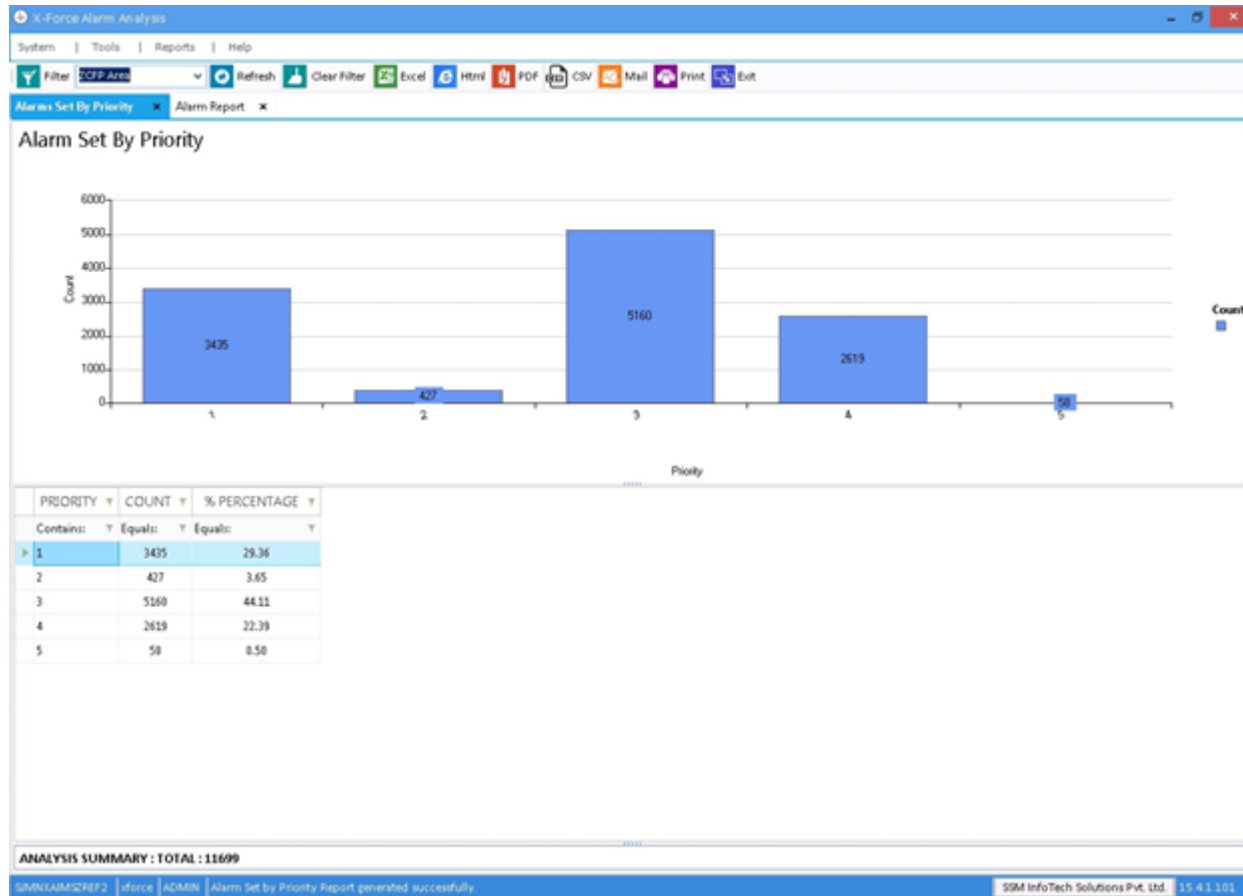 X-Force Alarm Analysis
System | Tools | Reports | Help
Filter ZCFP Area Refresh Clear Filter Excel Html PDF CSV Mail Print Exit
Alarms Set By Priority Alarm Report
Alarm Set By Priority
6000
5000
4000
3000
2000
1000
0
Count
3435
427
5160
2619
58
1 2 3 4 5
Priority
Count
PRIORITY COUNT % PERCENTAGE
Contains: Equals: Equals:
1 3435 29.36
2 427 3.65
3 5160 44.11
4 2619 22.39
5 58 0.50
ANALYSIS SUMMARY : TOTAL : 11699
xforce ADMIN Alarm Set by Priority Report generated successfully. SSM InfoTech Solutions Pvt. Ltd. 15.4.1.101